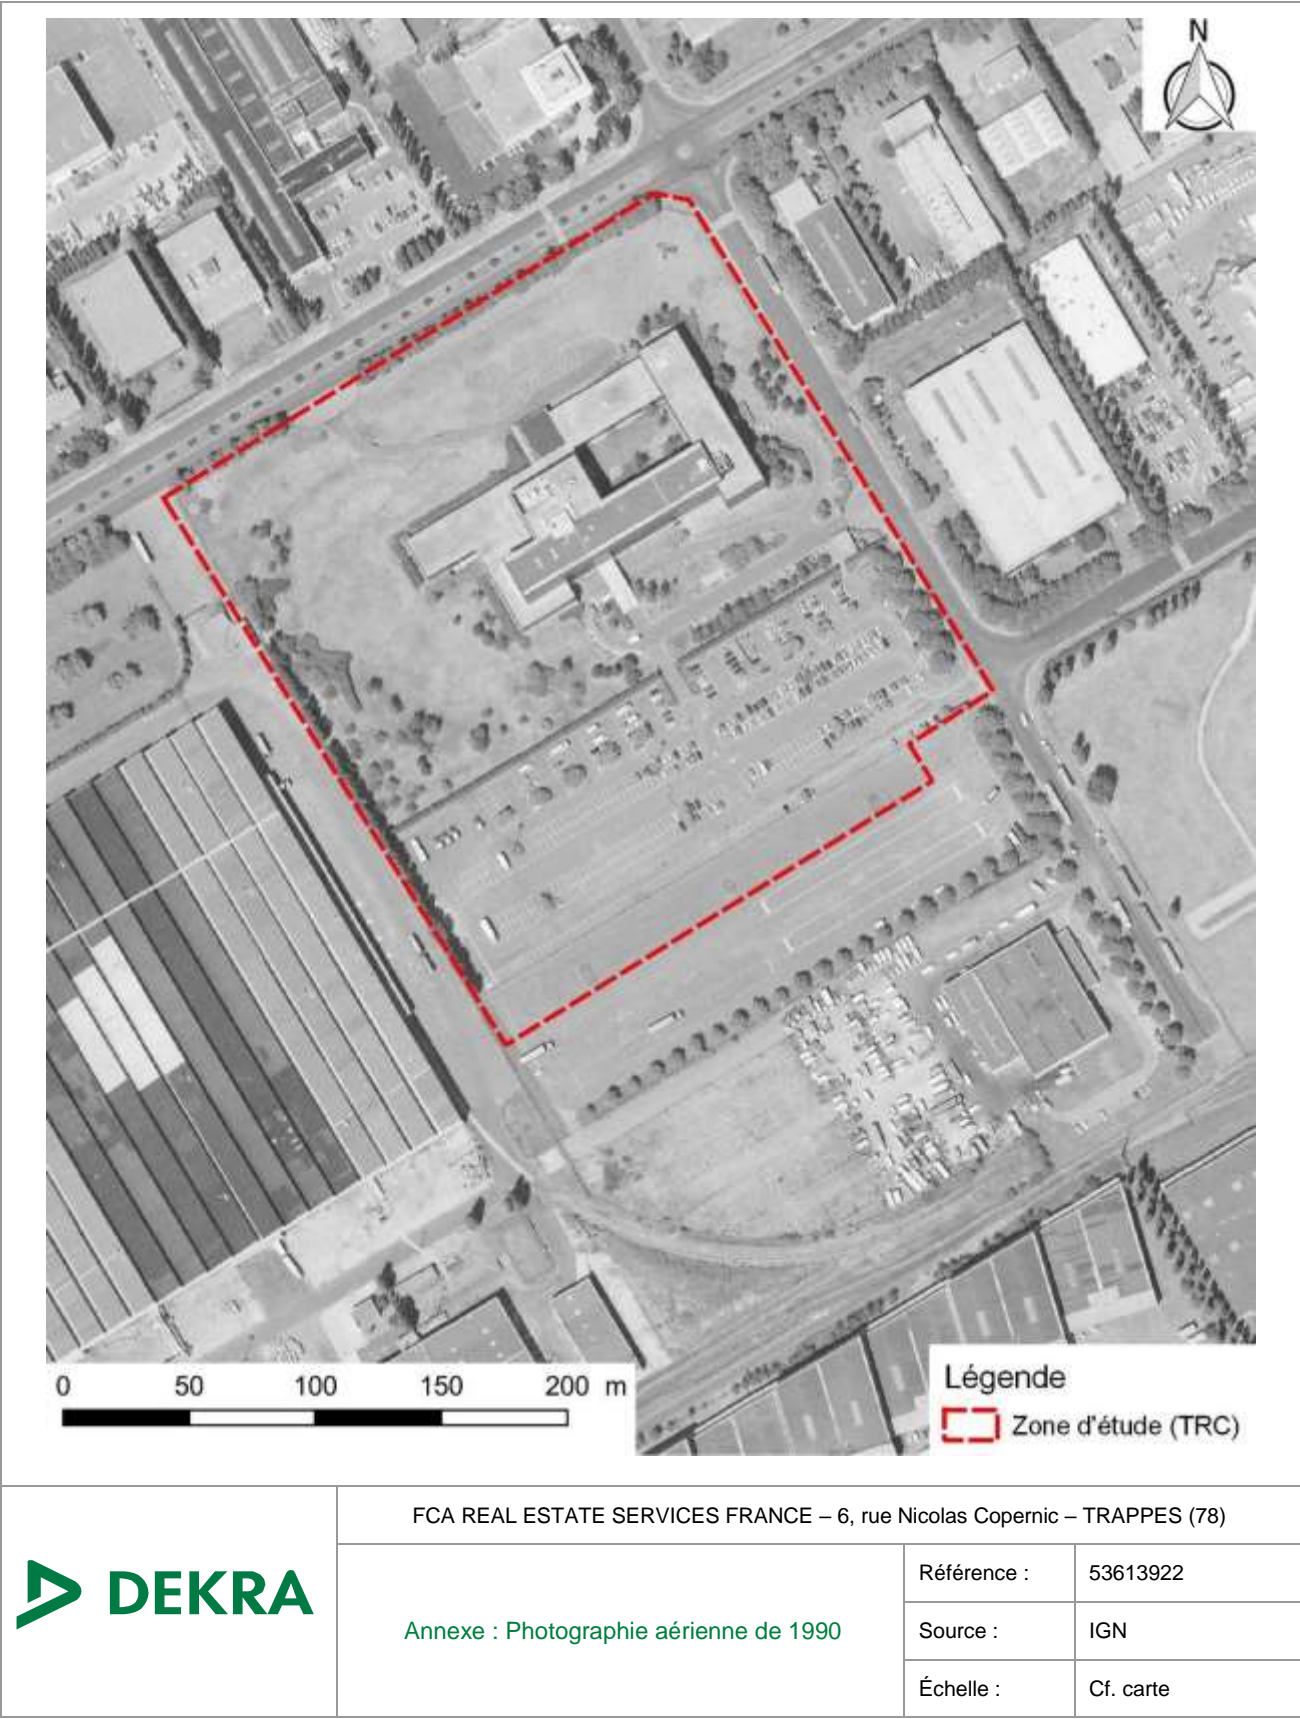 N
0 50 100 150 200 m
Légende
Zone d'étude (TRC)
DEKRA
FCA REAL ESTATE SERVICES FRANCE – 6, rue Nicolas Copernic – TRAPPES (78)
Annexe : Photographie aérienne de 1990
Référence : 53613922
Source : IGN
Échelle : Cf. carte